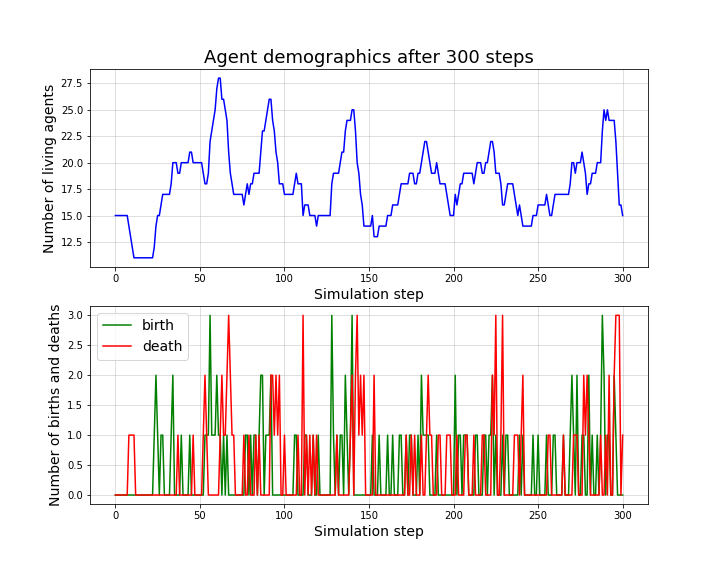 Agent demographics after 300 steps
Number of living agents
27.5
25.0
22.5
20.0
17.5
15.0
12.5
0 50 100 150 200 250 300
Simulation step
Number of births and deaths
3.0
2.5
2.0
1.5
1.0
0.5
0.0
birth
death
0 50 100 150 200 250 300
Simulation step